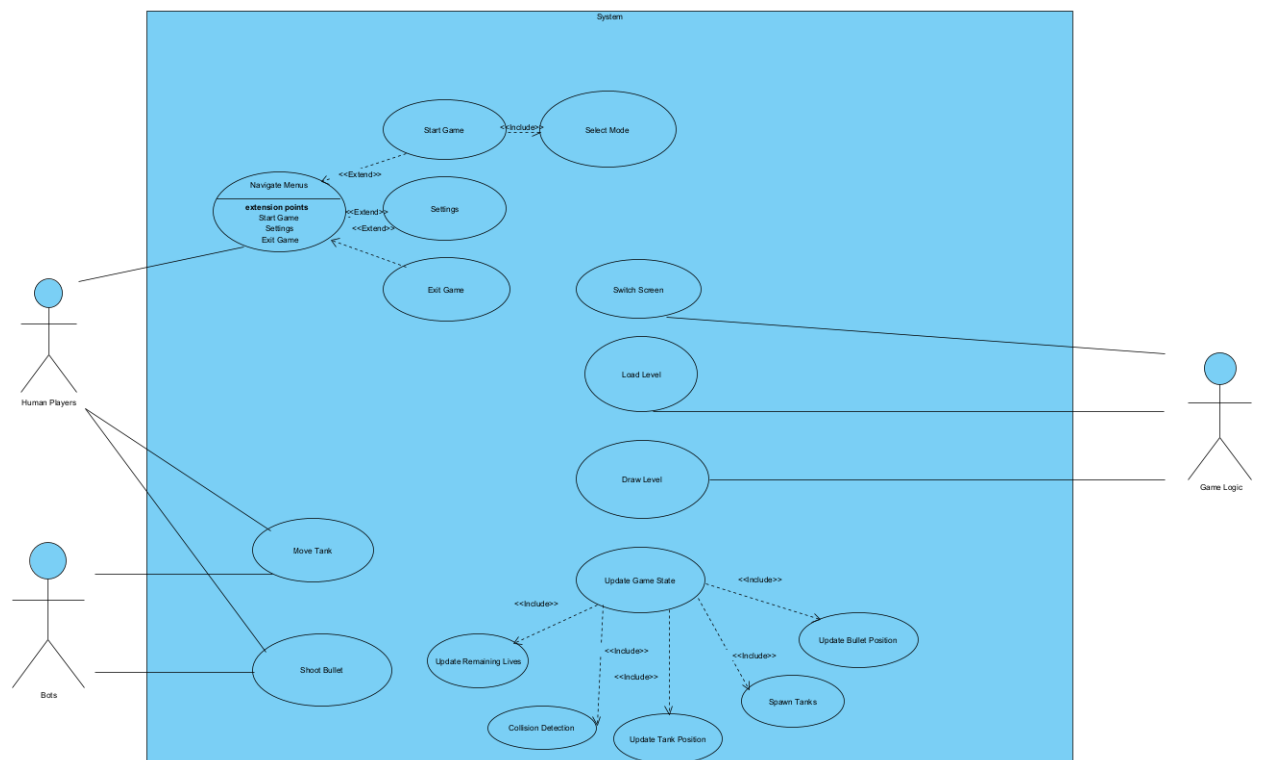 System
Start Game
<<Include>>
Select Mode
<<Extend>>
Navigate Menus
extension points
Start Game
Settings
Exit Game
<<Extend>>
Settings
<<Extend>>
Exit Game
Switch Screen
Load Level
Human Players
Draw Level
Game Logic
Move Tank
Update Game State
<<Include>>
<<Include>>
Update Bullet Position
<<Include>>
<<Include>>
Update Remaining Lives
Shoot Bullet
<<Include>>
Bots
Spawn Tanks
Collision Detection
Update Tank Position